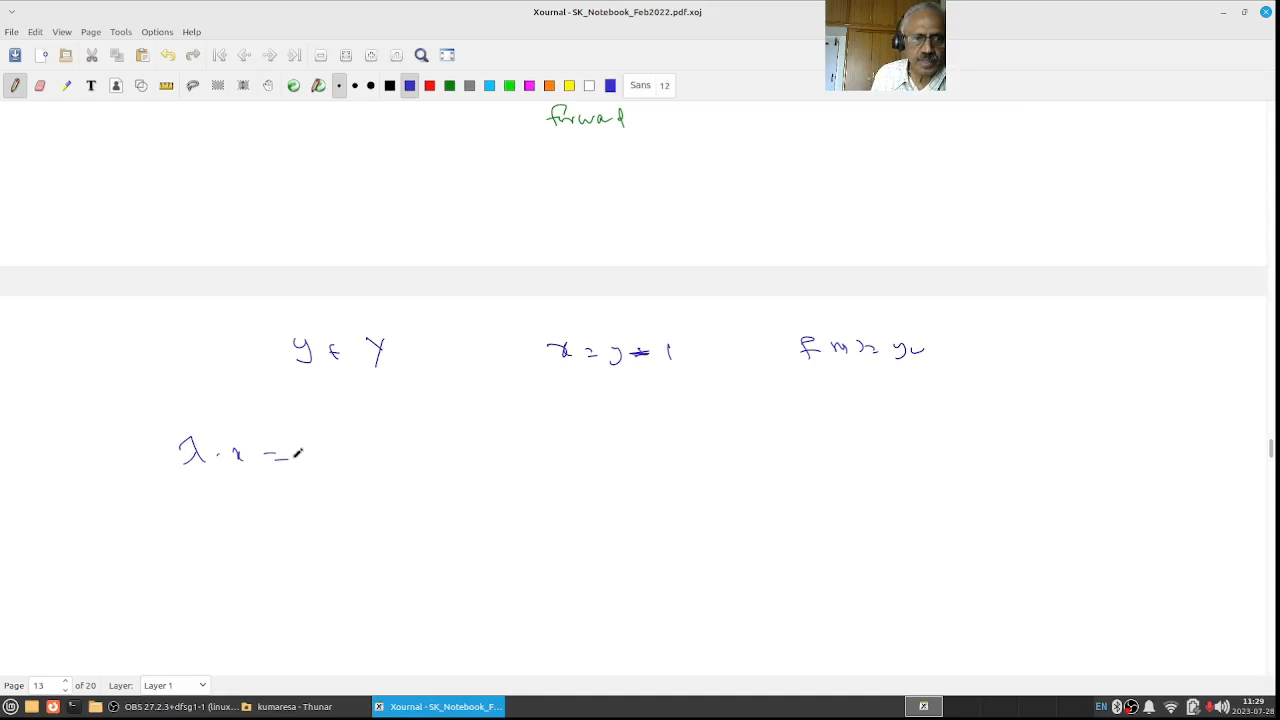 Xournal - SK_Notebook_Feb2022.pdf.xoj
File Edit View Page Tools Options Help
Sans 12
forward
y ∈ Y x = y - 1 f(x) = y
λ · x =
Page 13 of 20 Layer: Layer 1
OBS 27.2.3+dfsg1-1 (linux... kumaresa - Thunar Xournal - SK_Notebook_F... EN 11:29
2023-07-28